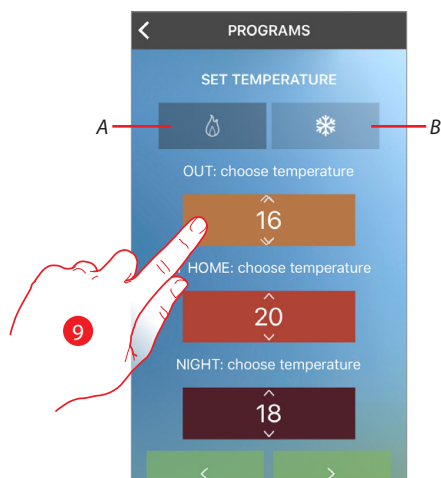 PROGRAMS
SET TEMPERATURE
A
B
OUT: choose temperature
16
HOME: choose temperature
9
20
NIGHT: choose temperature
18